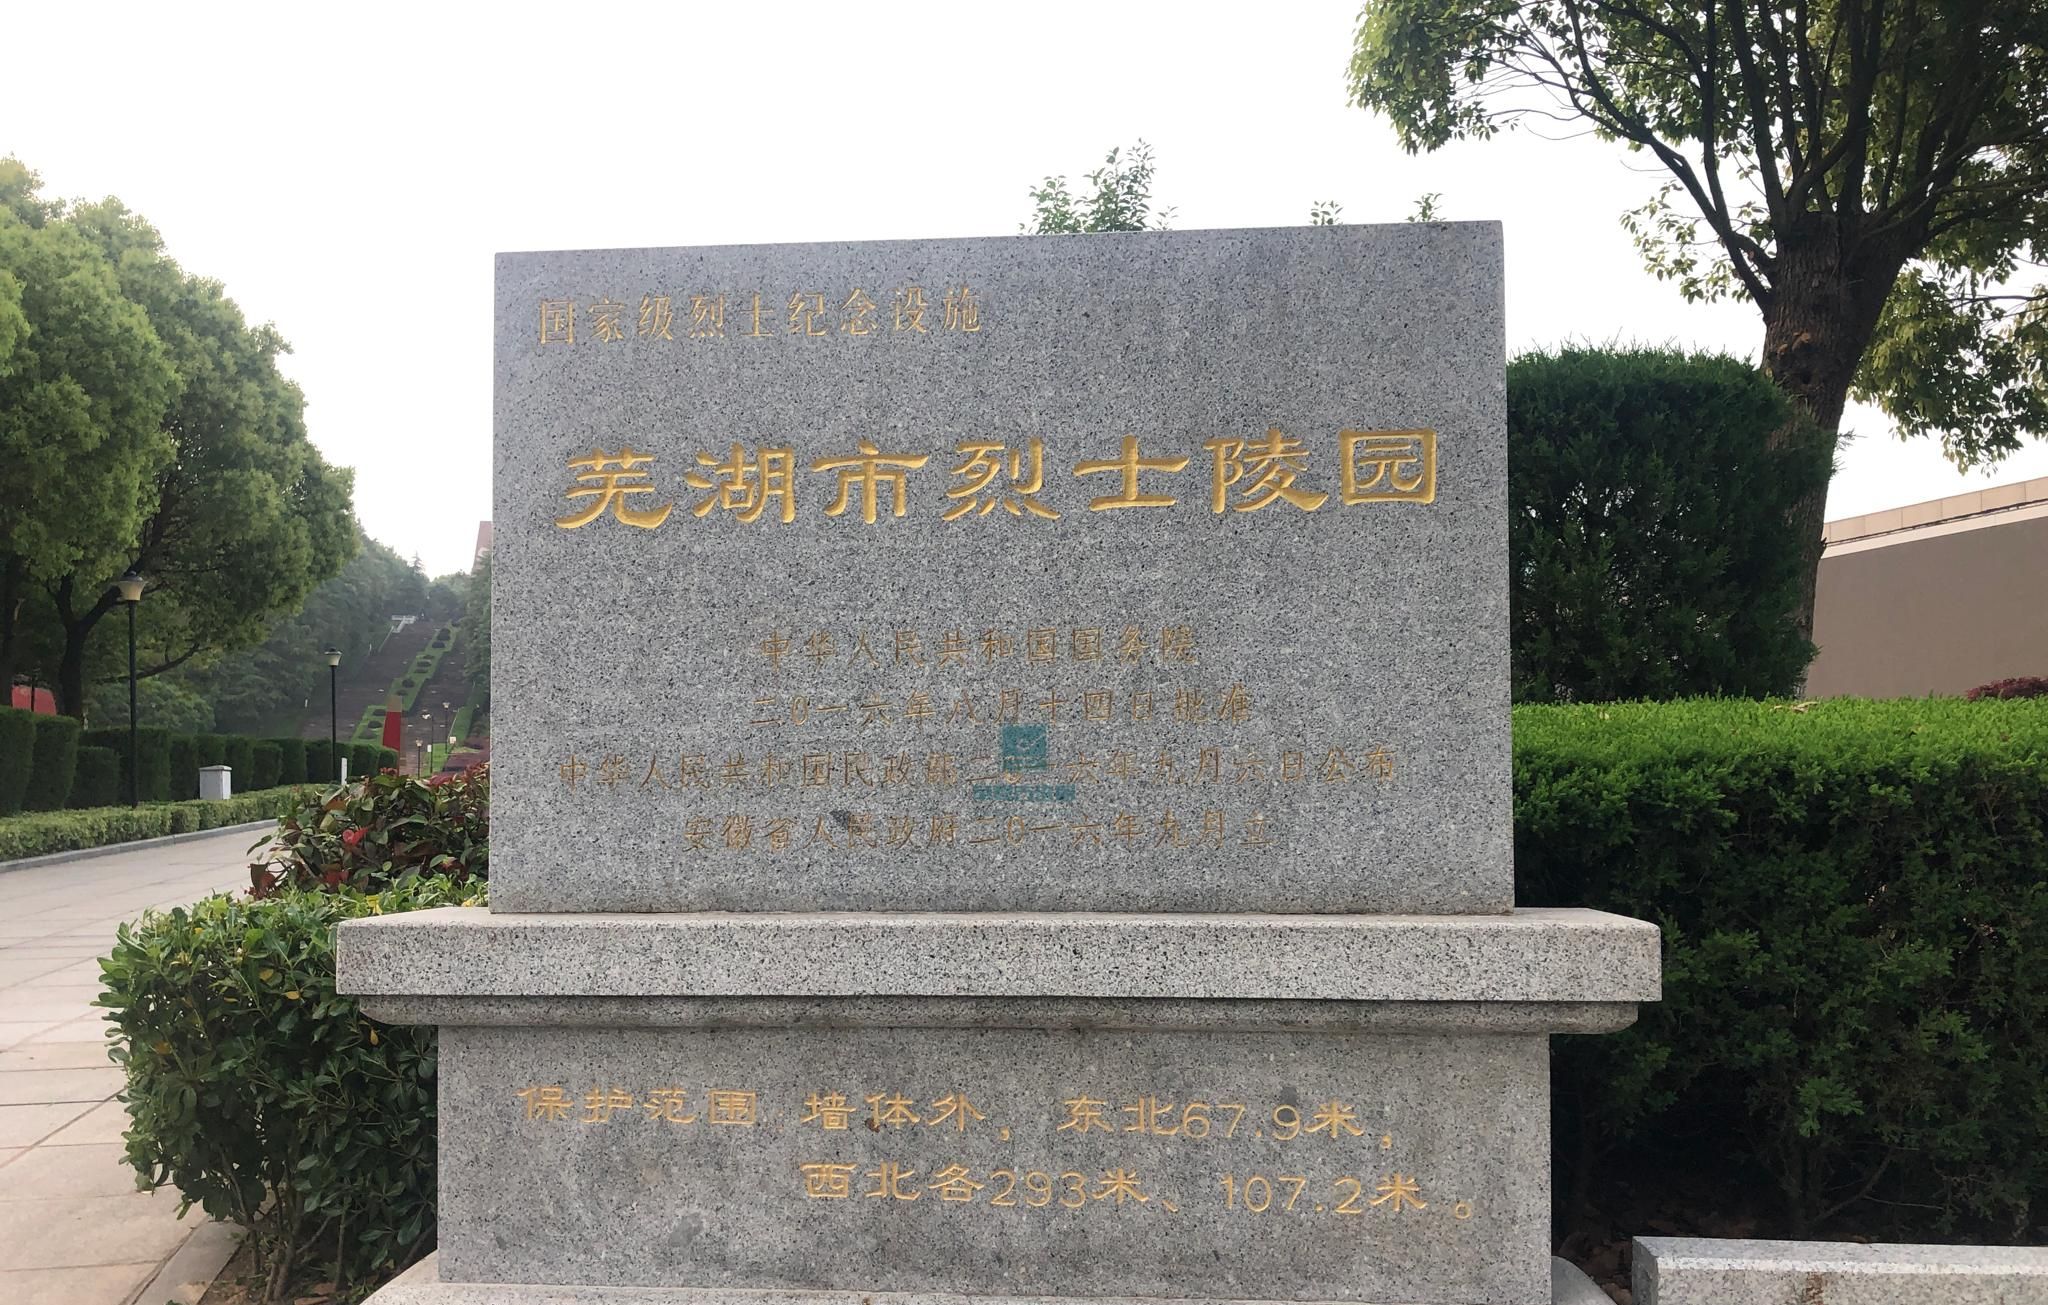 国家级烈士纪念设施
芜湖市烈士陵园
中华人民共和国国务院
二0一六年八月十四日批准
中华人民共和国民政部二0一六年九月六日公布
安徽省人民政府二0一六年九月立
保护范围：墙体外，东北67.9米，
西北各293米、107.2米。